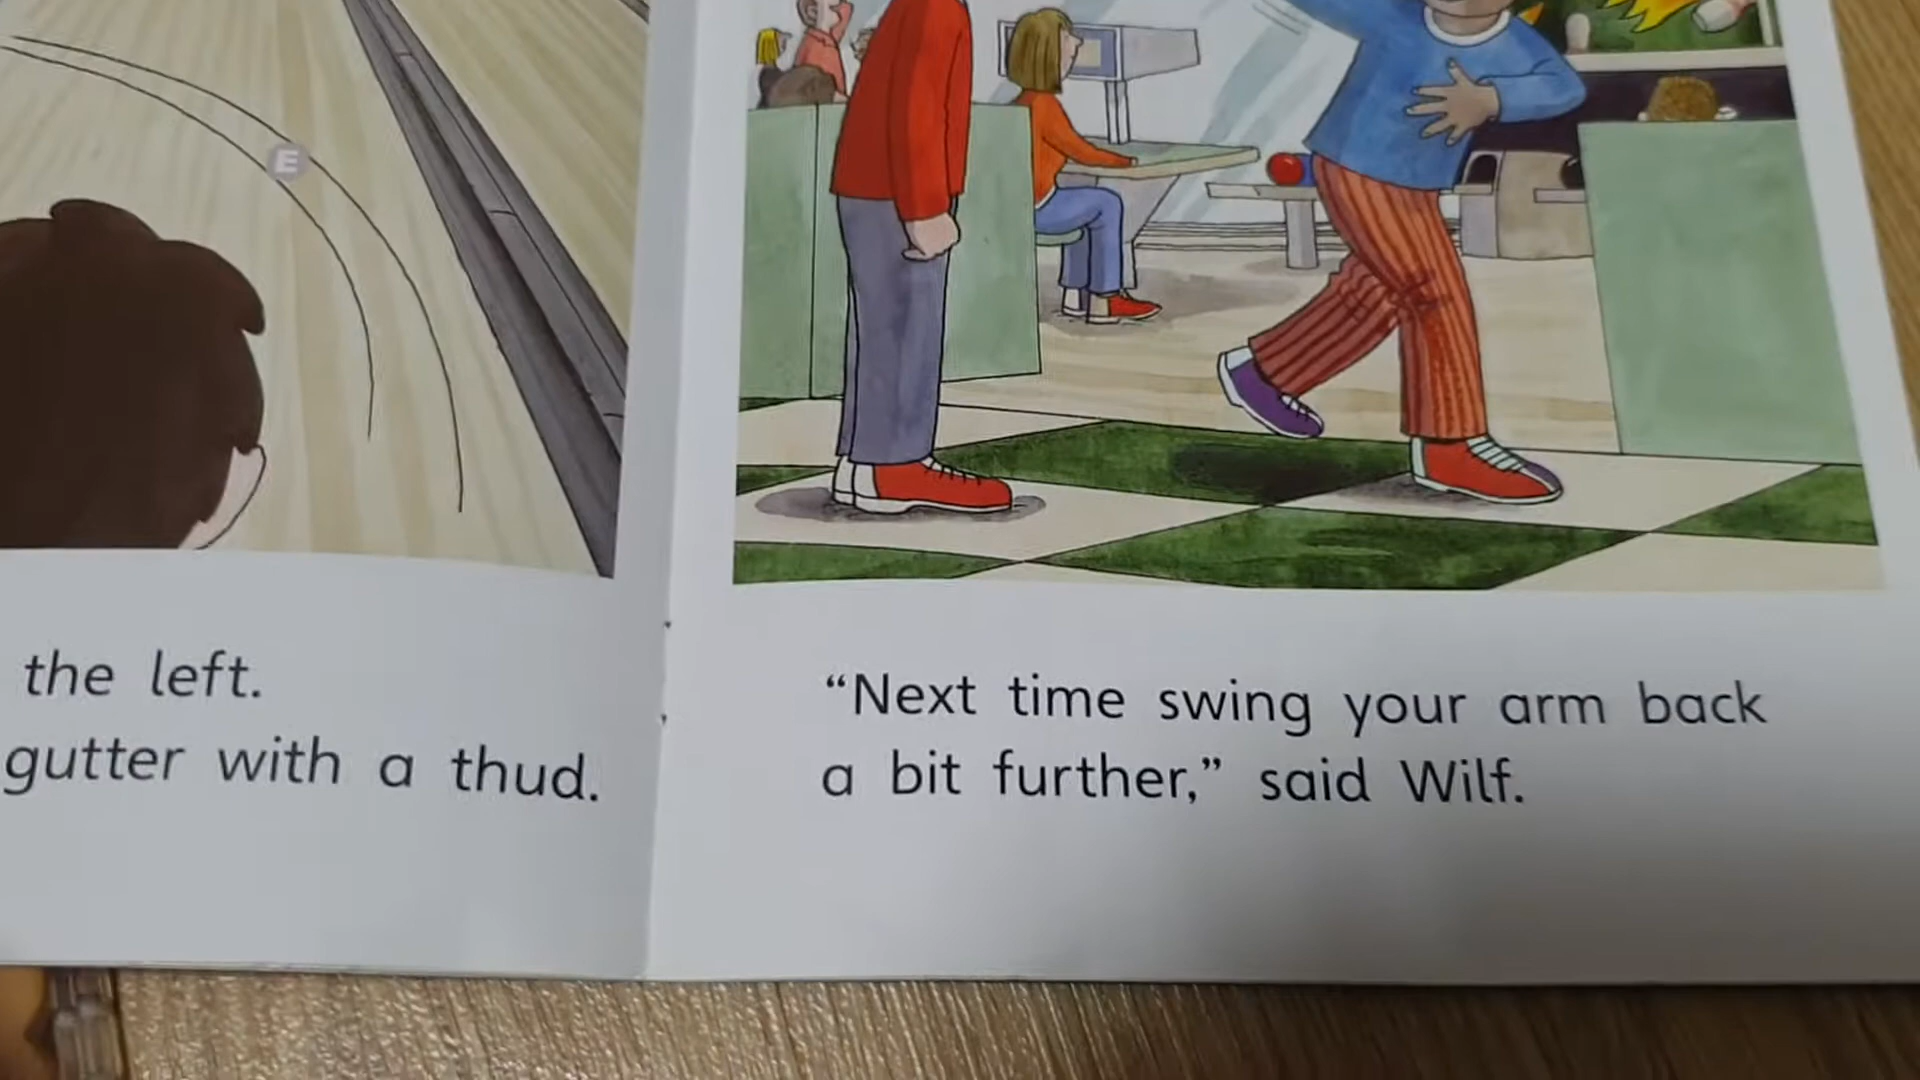 E
the left.
gutter with a thud.
“Next time swing your arm back
a bit further,” said Wilf.